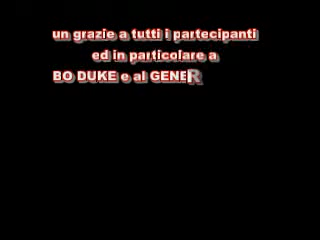 un grazie a tutti i partecipanti
ed in particolare a
BO DUKE e al GENER